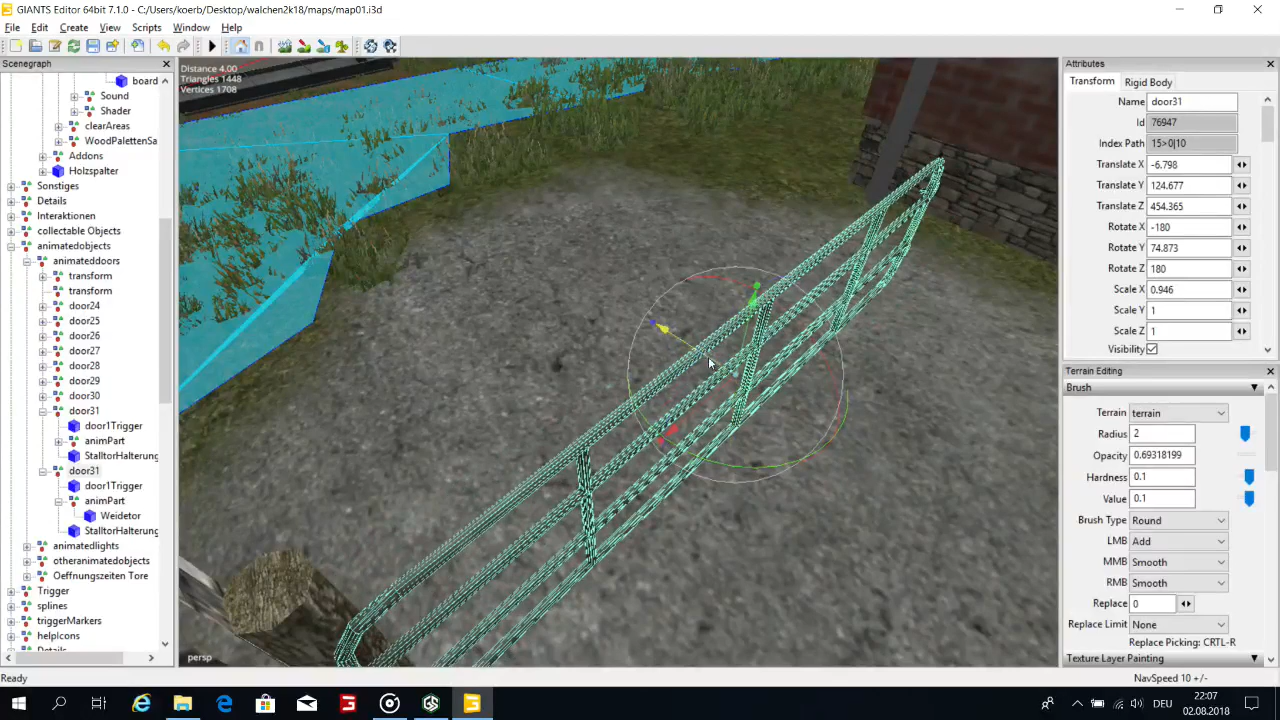 GIANTS Editor 64bit 7.1.0 - C:/Users/koerb/Desktop/walchen2k18/maps/map01.i3d
File Edit Create View Scripts Window Help
Scenegraph
board
Sound
Shader
clearAreas
WoodPalettenSa
Addons
Holzspalter
Sonstiges
Details
Interaktionen
collectable Objects
animatedobjects
animateddoors
transform
transform
door24
door25
door26
door27
door28
door29
door30
door31
door1Trigger
animPart
StalltorHalterung
door31
door1Trigger
animPart
Weidetor
StalltorHalterung
animatedlights
otheranimatedobjects
Oeffnungszeiten Tore
Trigger
splines
triggerMarkers
helpIcons
Distance 4.00
Triangles 1448
Vertices 1708
persp
Attributes
Transform Rigid Body
Name door31
Id 76947
Index Path 15>0|10
Translate X -6.798
Translate Y 124.677
Translate Z 454.365
Rotate X -180
Rotate Y 74.873
Rotate Z 180
Scale X 0.946
Scale Y 1
Scale Z 1
Visibility
Terrain Editing
Brush
Terrain terrain
Radius 2
Opacity 0.69318199
Hardness 0.1
Value 0.1
Brush Type Round
LMB Add
MMB Smooth
RMB Smooth
Replace 0
Replace Limit None
Replace Picking: CRTL-R
Texture Layer Painting
Ready
NavSpeed 10 +/-
22:07
DEU
02.08.2018